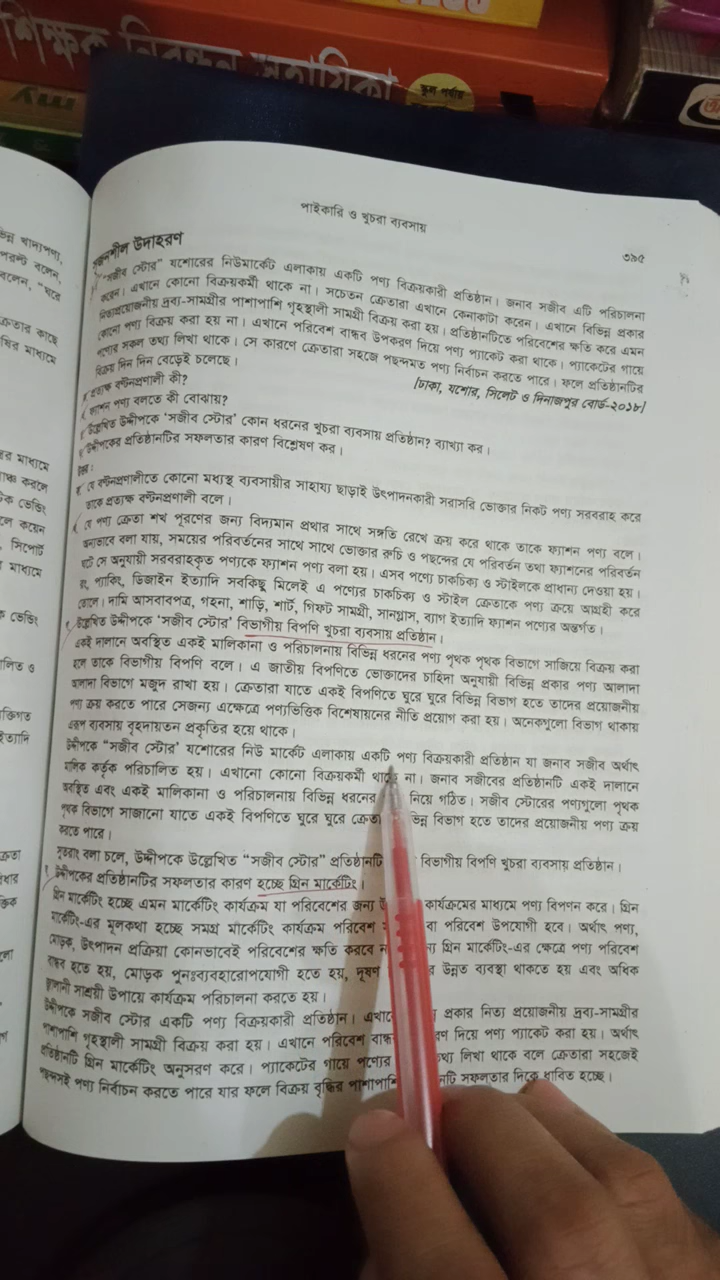 শিক্ষক নিবন্ধন সহায়িকা
স্কুল পর্যায়
পাইকারি ও খুচরা ব্যবসায়
৩৯৫
সৃজনশীল উদাহরণ
"সজীব স্টোর" যশোরের নিউমার্কেট এলাকায় একটি পণ্য বিক্রয়কারী প্রতিষ্ঠান। জনাব সজীব এটি পরিচালনা
করেন। এখানে কোনো বিক্রয়কর্মী থাকে না। সচেতন ক্রেতারা এখানে কেনাকাটা করেন। এখানে বিভিন্ন প্রকার
নিত্যপ্রয়োজনীয় দ্রব্য-সামগ্রীর পাশাপাশি গৃহস্থালী সামগ্রী বিক্রয় করা হয়। প্রতিষ্ঠানটিতে পরিবেশের ক্ষতি করে এমন
কোনো পণ্য বিক্রয় করা হয় না। এখানে পরিবেশ বান্ধব উপকরণ দিয়ে পণ্য প্যাকেট করা থাকে। প্যাকেটের গায়ে
পণ্যের সকল তথ্য লিখা থাকে। সে কারণে ক্রেতারা সহজে পছন্দমত পণ্য নির্বাচন করতে পারে। ফলে প্রতিষ্ঠানটির
বিক্রয় দিন দিন বেড়েই চলেছে।
[ঢাকা, যশোর, সিলেট ও দিনাজপুর বোর্ড-২০১৮]
প্রত্যক্ষ বণ্টনপ্রণালী কী?
ফ্যাশন পণ্য বলতে কী বোঝায়?
উল্লেখিত উদ্দীপকে 'সজীব স্টোর' কোন ধরনের খুচরা ব্যবসায় প্রতিষ্ঠান? ব্যাখ্যা কর।
উদ্দীপকের প্রতিষ্ঠানটির সফলতার কারণ বিশ্লেষণ কর।
উত্তর :
যে বণ্টনপ্রণালীতে কোনো মধ্যস্থ ব্যবসায়ীর সাহায্য ছাড়াই উৎপাদনকারী সরাসরি ভোক্তার নিকট পণ্য সরবরাহ করে
তাকে প্রত্যক্ষ বণ্টনপ্রণালী বলে।
যে পণ্য ক্রেতা শখ পূরণের জন্য বিদ্যমান প্রথার সাথে সঙ্গতি রেখে ক্রয় করে থাকে তাকে ফ্যাশন পণ্য বলে।
অন্যভাবে বলা যায়, সময়ের পরিবর্তনের সাথে সাথে ভোক্তার রুচি ও পছন্দের যে পরিবর্তন তথা ফ্যাশনের পরিবর্তন
ঘটে সে অনুযায়ী সরবরাহকৃত পণ্যকে ফ্যাশন পণ্য বলা হয়। এসব পণ্যে চাকচিক্য ও স্টাইলকে প্রাধান্য দেওয়া হয়।
রং, প্যাকিং, ডিজাইন ইত্যাদি সবকিছু মিলেই এ পণ্যের চাকচিক্য ও স্টাইল ক্রেতাকে পণ্য ক্রয়ে আগ্রহী করে
তোলে। দামি আসবাবপত্র, গহনা, শাড়ি, শার্ট, গিফট সামগ্রী, সানগ্লাস, ব্যাগ ইত্যাদি ফ্যাশন পণ্যের অন্তর্গত।
উল্লেখিত উদ্দীপকে 'সজীব স্টোর' বিভাগীয় বিপণি খুচরা ব্যবসায় প্রতিষ্ঠান।
একই দালানে অবস্থিত একই মালিকানা ও পরিচালনায় বিভিন্ন ধরনের পণ্য পৃথক পৃথক বিভাগে সাজিয়ে বিক্রয় করা
হলে তাকে বিভাগীয় বিপণি বলে। এ জাতীয় বিপণিতে ভোক্তাদের চাহিদা অনুযায়ী বিভিন্ন প্রকার পণ্য আলাদা
আলাদা বিভাগে মজুদ রাখা হয়। ক্রেতারা যাতে একই বিপণিতে ঘুরে ঘুরে বিভিন্ন বিভাগ হতে তাদের প্রয়োজনীয়
পণ্য ক্রয় করতে পারে সেজন্য এক্ষেত্রে পণ্যভিত্তিক বিশেষায়নের নীতি প্রয়োগ করা হয়। অনেকগুলো বিভাগ থাকায়
এরূপ ব্যবসায় বৃহদায়তন প্রকৃতির হয়ে থাকে।
উদ্দীপকে "সজীব স্টোর' যশোরের নিউ মার্কেট এলাকায় একটি পণ্য বিক্রয়কারী প্রতিষ্ঠান যা জনাব সজীব অর্থাৎ
মালিক কর্তৃক পরিচালিত হয়। এখানো কোনো বিক্রয়কর্মী থাকে না। জনাব সজীবের প্রতিষ্ঠানটি একই দালানে
অবস্থিত এবং একই মালিকানা ও পরিচালনায় বিভিন্ন ধরনের নিয়ে গঠিত। সজীব স্টোরের পণ্যগুলো পৃথক
পৃথক বিভাগে সাজানো যাতে একই বিপণিতে ঘুরে ঘুরে বিভাগ হতে তাদের প্রয়োজনীয় পণ্য ক্রয়
করতে পারে।
সুতরাং বলা চলে, উদ্দীপকে উল্লেখিত "সজীব স্টোর" প্রতিষ্ঠানটি বিভাগীয় বিপণি খুচরা ব্যবসায় প্রতিষ্ঠান।
উদ্দীপকের প্রতিষ্ঠানটির সফলতার কারণ হচ্ছে গ্রিন মার্কেটিং।
গ্রিন মার্কেটিং হচ্ছে এমন মার্কেটিং কার্যক্রম যা পরিবেশের জন্য কার্যক্রমের মাধ্যমে পণ্য বিপণন করে। গ্রিন
মার্কেটিং-এর মূলকথা হচ্ছে সমগ্র মার্কেটিং কার্যক্রম পরিবেশ বা পরিবেশ উপযোগী হবে। অর্থাৎ পণ্য,
মোড়ক, উৎপাদন প্রক্রিয়া কোনভাবেই পরিবেশের ক্ষতি করবে গ্রিন মার্কেটিং-এর ক্ষেত্রে পণ্য পরিবেশ
বান্ধব হতে হয়, মোড়ক পুনঃব্যবহারোপযোগী হতে হয়, দূষণ উন্নত ব্যবস্থা থাকতে হয় এবং অধিক
জ্বালানী সাশ্রয়ী উপায়ে কার্যক্রম পরিচালনা করতে হয়।
উদ্দীপকে সজীব স্টোর একটি পণ্য বিক্রয়কারী প্রতিষ্ঠান। প্রকার নিত্য প্রয়োজনীয় দ্রব্য-সামগ্রীর
পাশাপাশি গৃহস্থালী সামগ্রী বিক্রয় করা হয়। এখানে পরিবেশ দিয়ে পণ্য প্যাকেট করা হয়। অর্থাৎ
প্রতিষ্ঠানটি গ্রিন মার্কেটিং অনুসরণ করে। প্যাকেটের গায়ে পণ্যের লিখা থাকে বলে ক্রেতারা সহজেই
পছন্দসই পণ্য নির্বাচন করতে পারে যার ফলে বিক্রয় বৃদ্ধির পাশাপাশি সফলতার দিকে ধাবিত হচ্ছে।